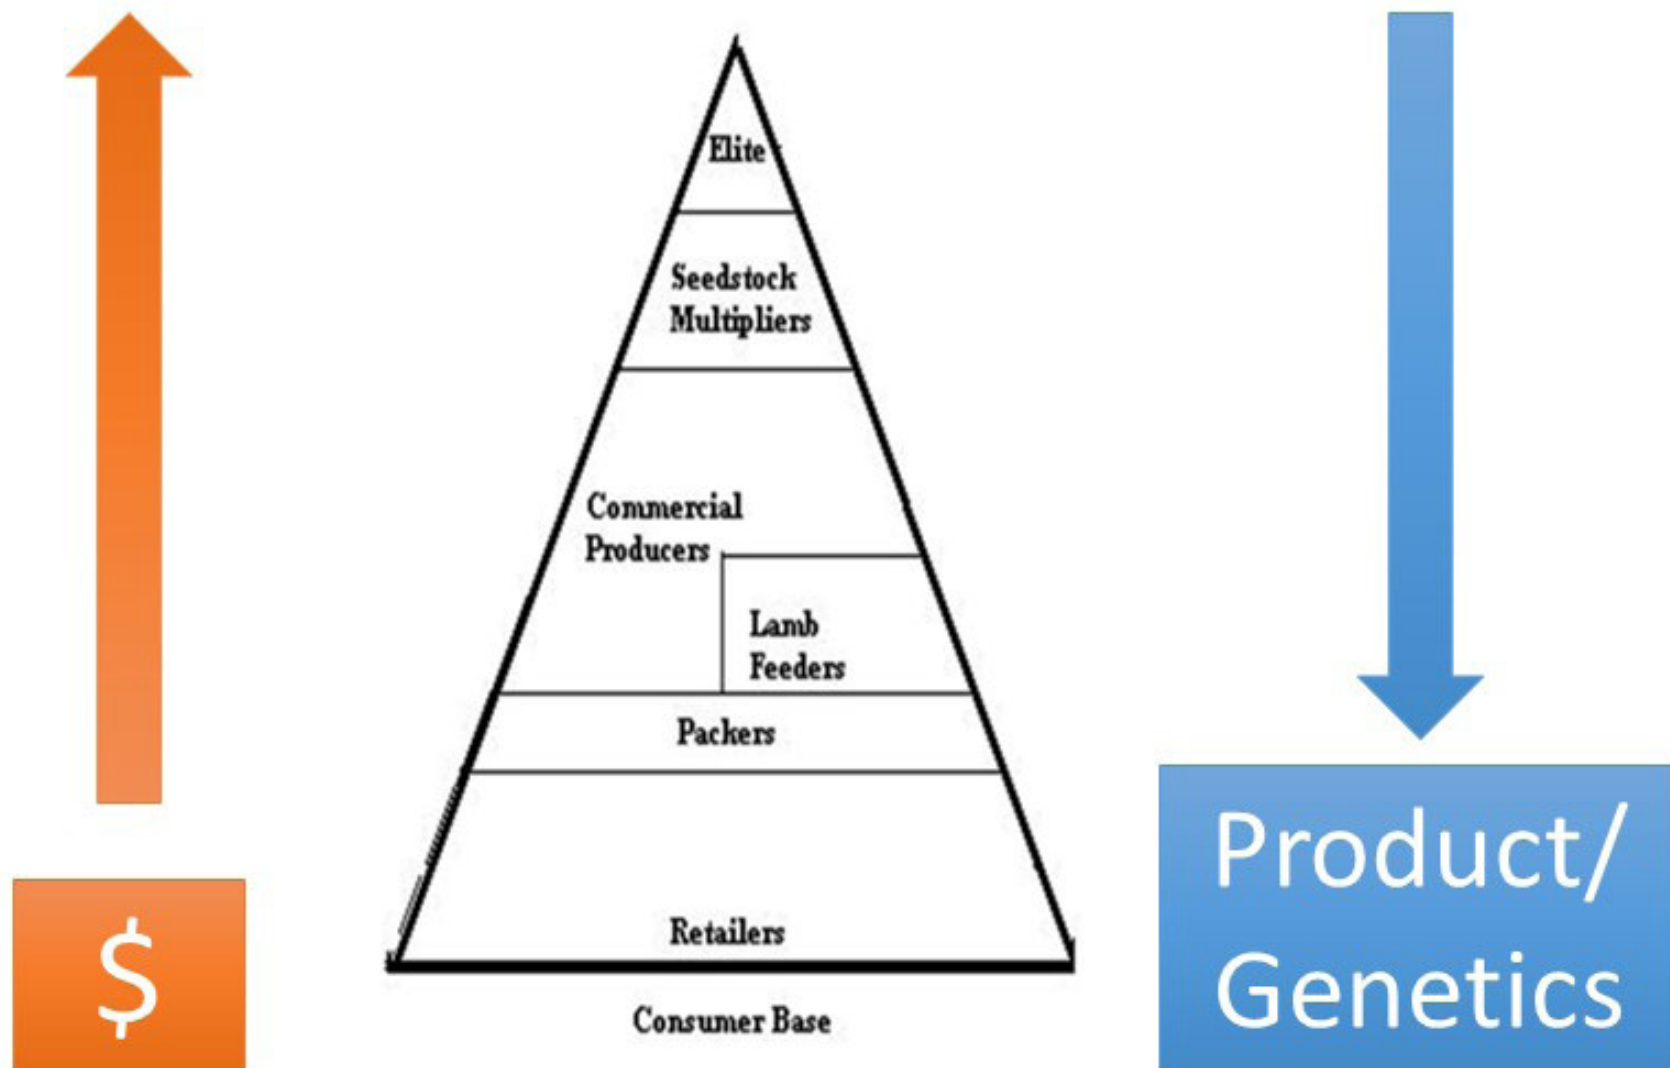 Elite
Seedstock
Multipliers
Commercial
Producers
Lamb
Feeders
Packers
Retailers
Consumer Base
$
Product/
Genetics